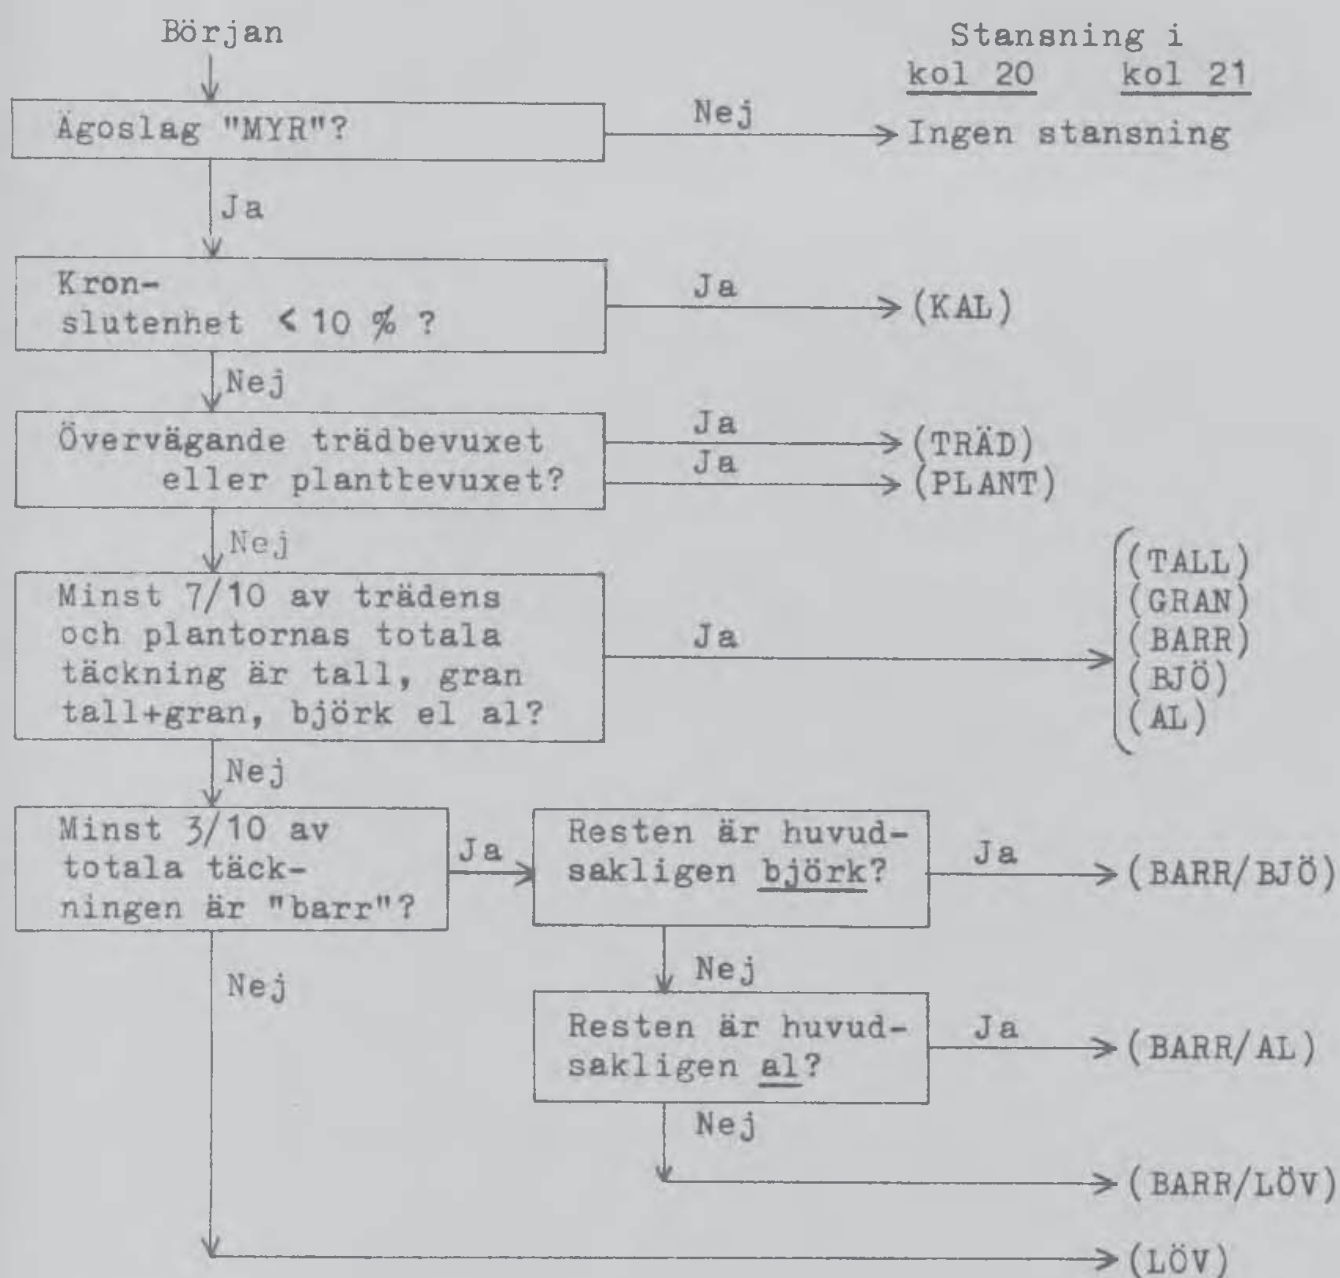 Början
Stansning i
kol 20 kol 21
Ägoslag "MYR"?
Nej
Ingen stansning
Ja
Kron-
slutenhet < 10 % ?
Ja
(KAL)
Nej
Övervägande trädbevuxet
eller plantbevuxet?
Ja
(TRÄD)
Ja
(PLANT)
Nej
Minst 7/10 av trädens
och plantornas totala
täckning är tall, gran
tall+gran, björk el al?
Ja
(TALL)
(GRAN)
(BARR)
(BJÖ)
(AL)
Nej
Minst 3/10 av
totala täck-
ningen är "barr"?
Ja
Resten är huvud-
sakligen björk?
Ja
(BARR/BJÖ)
Nej
Nej
Resten är huvud-
sakligen al?
Ja
(BARR/AL)
Nej
(BARR/LÖV)
(LÖV)